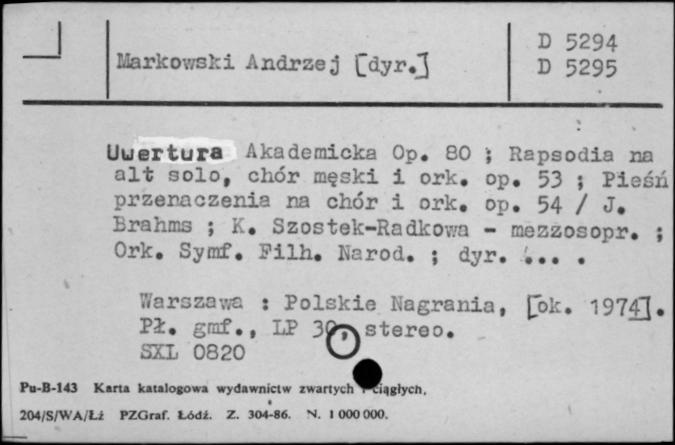 Markowski Andrzej [dyr.]
D 5294
D 5295
Uwertura Akademicka Op. 80 ; Rapsodia na
alt solo, chór męski i ork. op. 53 ; Pieśń
przenaczenia na chór i ork. op. 54 / J.
Brahms ; K. Szostek-Radkowa - mezzosopr. ;
Ork. Symf. Filh. Narod. ; dyr. ... .
Warszawa : Polskie Nagrania, [ok. 1974].
Pł. gmf., LP 30, stereo.
SXL 0820
Pu-B-143 Karta katalogowa wydawnictw zwartych i ciągłych,
204/S/WA/Łż PZGraf. Łódź. Z. 304-86. N. 1 000 000.